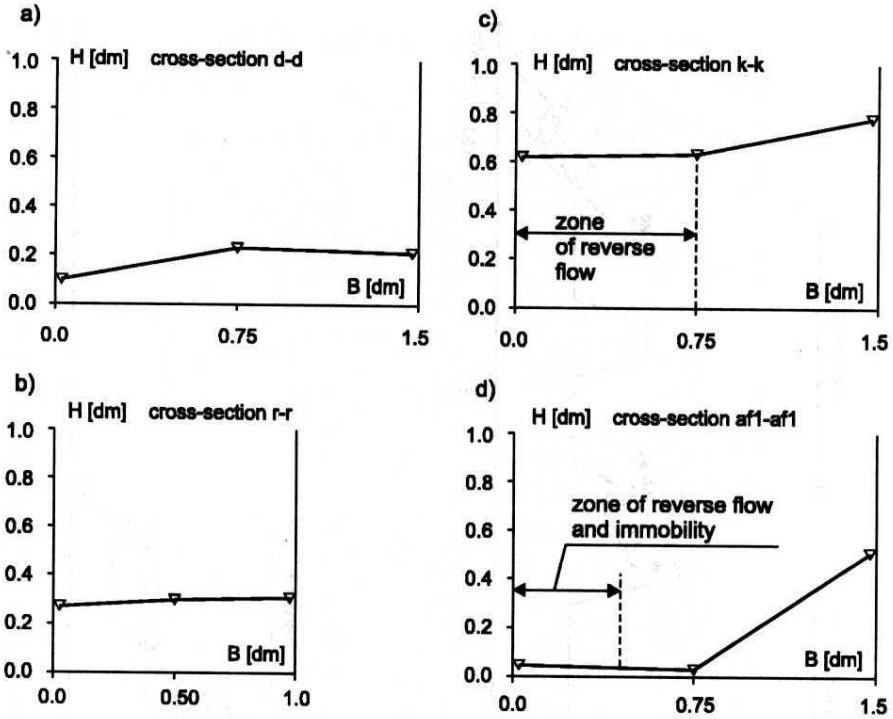 a)
H [dm] cross-section d-d
1.0
0.8
0.6
0.4
0.2
0.0
B [dm]
0.0 0.75 1.5
b)
H [dm] cross-section r-r
1.0
0.8
0.6
0.4
0.2
0.0
B [dm]
0.0 0.50 1.0
c)
H [dm] cross-section k-k
1.0
0.8
0.6
0.4
0.2
0.0
zone
of reverse
flow
B [dm]
0.0 0.75 1.5
d)
H [dm] cross-section af1-af1
1.0
0.8
0.6
0.4
0.2
0.0
zone of reverse flow
and immobility
B [dm]
0.0 0.75 1.5